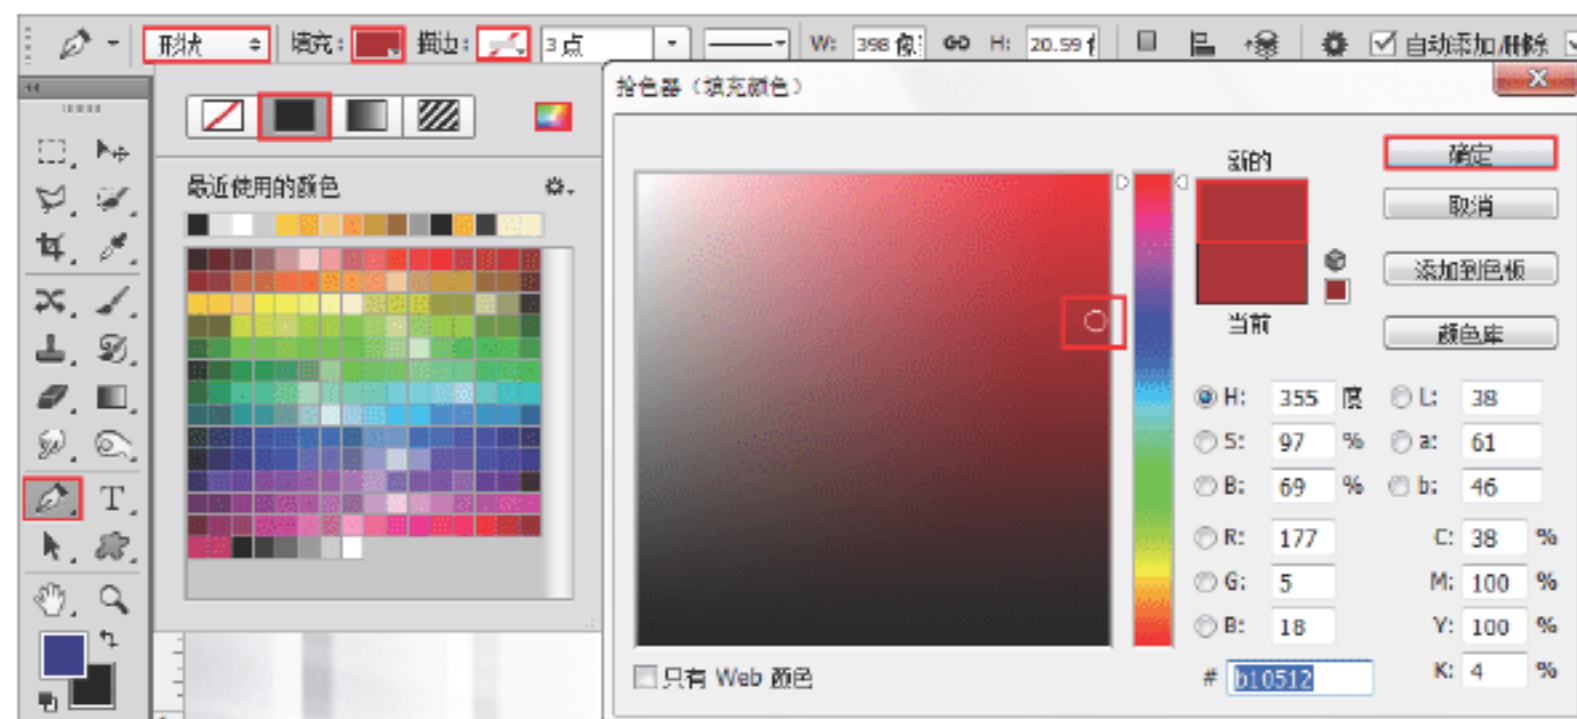 形状 填充: 描边: 3点 W: 398 像 H: 20.59 自动添加/删除
拾色器（填充颜色）
最近使用的颜色
新的
当前
确定
取消
添加到色板
颜色库
H: 355 度 L: 38
S: 97 % a: 61
B: 69 % b: 46
R: 177 C: 38 %
G: 5 M: 100 %
B: 18 Y: 100 %
# b10512 K: 4 %
只有 Web 颜色
T